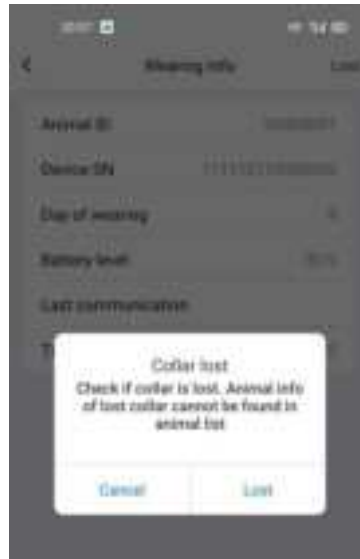 Wearing info Lost
Animal ID
Device SN
Day of wearing
Battery level
Last communication
Collar lost
Check if collar is lost. Animal info
of lost collar cannot be found in
animal list
Cancel Lost